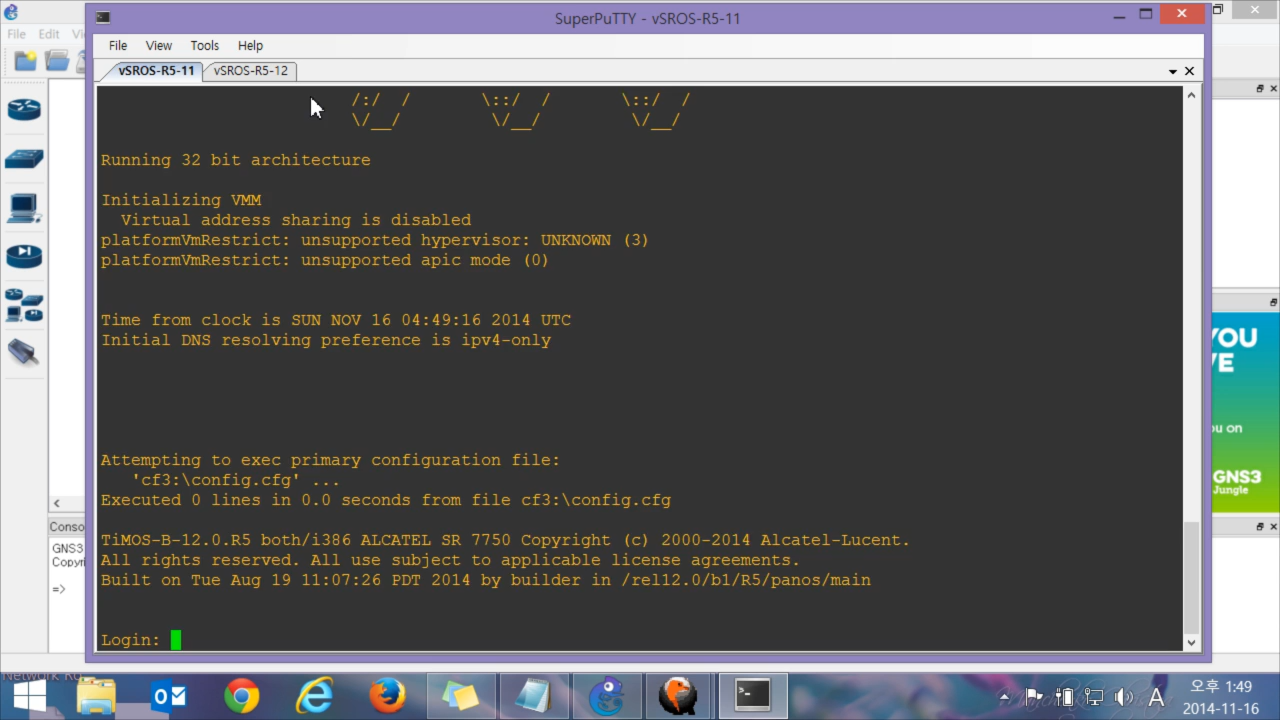 SuperPuTTY - vSROS-R5-11
File Edit Vi
File View Tools Help
vSROS-R5-11 vSROS-R5-12
/:/ / \::/ / \::/ /
\/__/ \/__/ \/__/
Running 32 bit architecture
Initializing VMM
Virtual address sharing is disabled
platformVmRestrict: unsupported hypervisor: UNKNOWN (3)
platformVmRestrict: unsupported apic mode (0)
Time from clock is SUN NOV 16 04:49:16 2014 UTC
Initial DNS resolving preference is ipv4-only
Attempting to exec primary configuration file:
'cf3:\config.cfg' ...
Executed 0 lines in 0.0 seconds from file cf3:\config.cfg
TiMOS-B-12.0.R5 both/i386 ALCATEL SR 7750 Copyright (c) 2000-2014 Alcatel-Lucent.
All rights reserved. All use subject to applicable license agreements.
Built on Tue Aug 19 11:07:26 PDT 2014 by builder in /rel12.0/b1/R5/panos/main
Login:
Conso
GNS3
Copyri
=>
YOU
VE
ou on
GNS3
Jungle
A
오후 1:49
2014-11-16